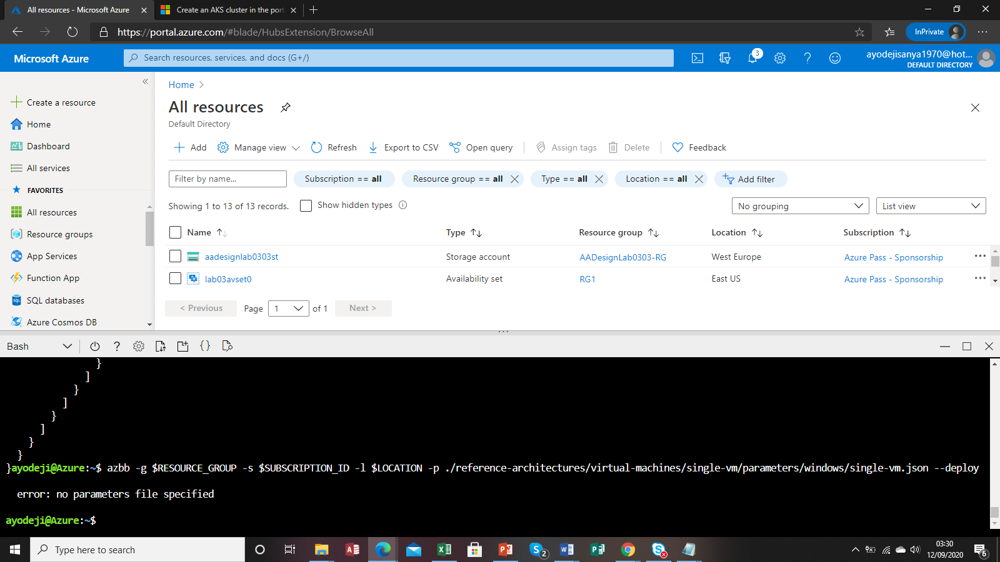 All resources - Microsoft Azure
Create an AKS cluster in the port
https://portal.azure.com/#blade/HubsExtension/BrowseAll
InPrivate
Microsoft Azure
Search resources, services, and docs (G+/)
3
ayodejisanya1970@hot...
DEFAULT DIRECTORY
Create a resource
Home
Dashboard
All services
FAVORITES
All resources
Resource groups
App Services
Function App
SQL databases
Azure Cosmos DB
Home
All resources
Default Directory
Add
Manage view
Refresh
Export to CSV
Open query
Assign tags
Delete
Feedback
Filter by name...
Subscription == all
Resource group == all
Type == all
Location == all
Add filter
Showing 1 to 13 of 13 records.
Show hidden types
No grouping
List view
Name
Type
Resource group
Location
Subscription
aadesignlab0303st
Storage account
AADesignLab0303-RG
West Europe
Azure Pass - Sponsorship
lab03avset0
Availability set
RG1
East US
Azure Pass - Sponsorship
< Previous
Page
1
of 1
Next >
Bash
}
]
}
]
}
]
}
}
}ayodeji@Azure:~$ azbb -g $RESOURCE_GROUP -s $SUBSCRIPTION_ID -l $LOCATION -p ./reference-architectures/virtual-machines/single-vm/parameters/windows/single-vm.json --deploy
error: no parameters file specified
ayodeji@Azure:~$
Type here to search
2
03:30
12/09/2020
6